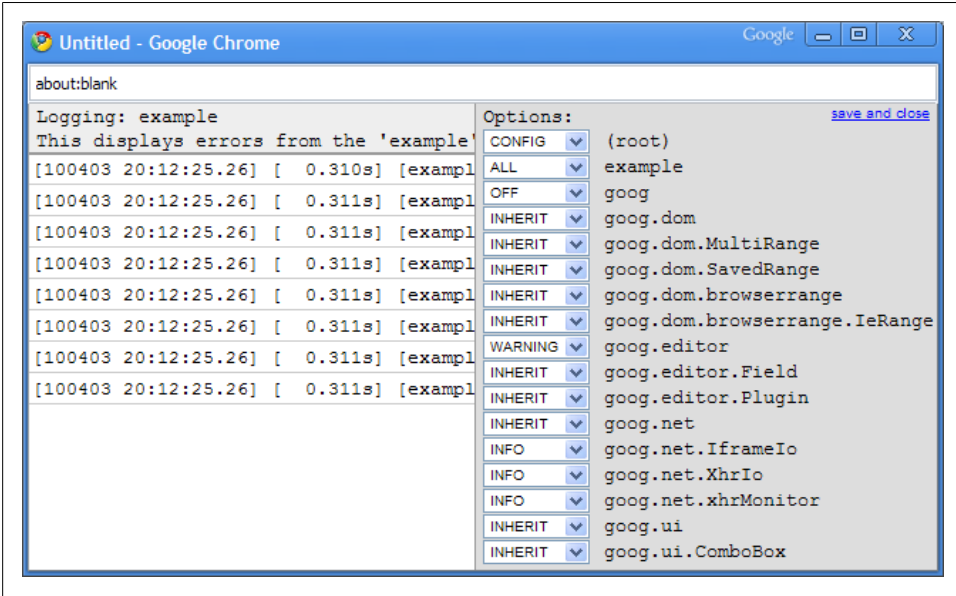 Untitled - Google Chrome
Google
about:blank
Logging: example
This displays errors from the 'example'
[100403 20:12:25.26] [  0.310s] [exampl
[100403 20:12:25.26] [  0.311s] [exampl
[100403 20:12:25.26] [  0.311s] [exampl
[100403 20:12:25.26] [  0.311s] [exampl
[100403 20:12:25.26] [  0.311s] [exampl
[100403 20:12:25.26] [  0.311s] [exampl
[100403 20:12:25.26] [  0.311s] [exampl
[100403 20:12:25.26] [  0.311s] [exampl
Options:
save and close
CONFIG (root)
ALL example
OFF goog
INHERIT goog.dom
INHERIT goog.dom.MultiRange
INHERIT goog.dom.SavedRange
INHERIT goog.dom.browserrange
INHERIT goog.dom.browserrange.IeRange
WARNING goog.editor
INHERIT goog.editor.Field
INHERIT goog.editor.Plugin
INHERIT goog.net
INFO goog.net.IframeIo
INFO goog.net.XhrIo
INFO goog.net.xhrMonitor
INHERIT goog.ui
INHERIT goog.ui.ComboBox